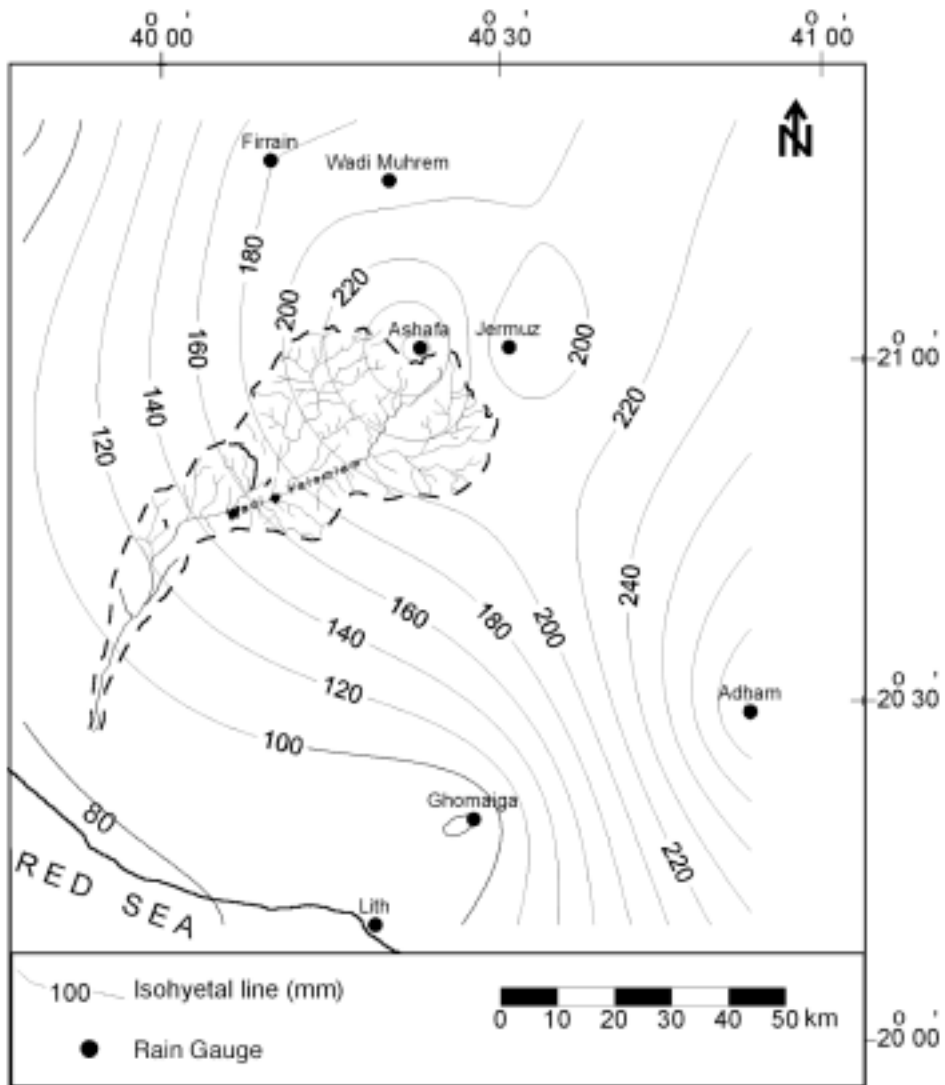 40° 00'
40° 30'
41° 00'
N
Firrain
Wadi Muhrem
180
220
200
Ashafa
Jermuz
200
160
21° 00'
140
220
120
Wadi Yalamlam
240
160
180
200
140
120
Adham
20° 30'
100
Ghomaiga
80
220
RED SEA
Lith
100 Isohyetal line (mm)
0 10 20 30 40 50 km
Rain Gauge
20° 00'